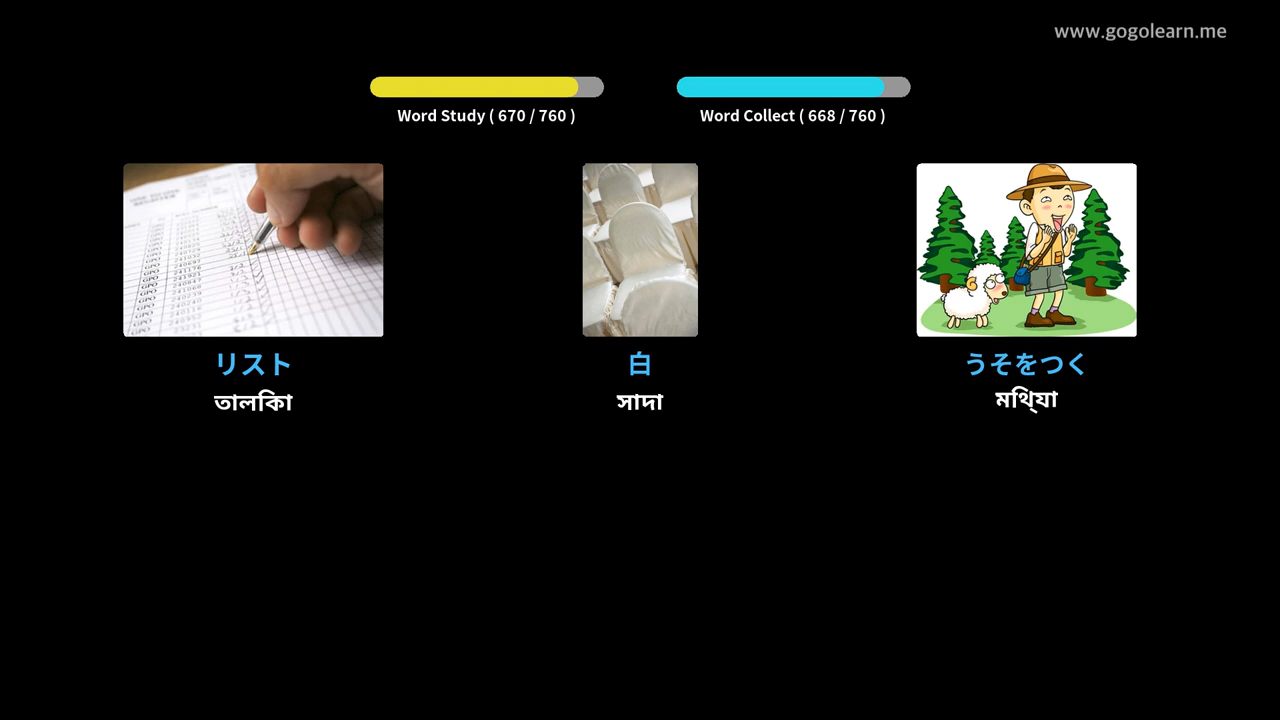 www.gogolearn.me
Word Study ( 670 / 760 )
Word Collect ( 668 / 760 )
リスト
白
うそをつく
তালিকা
সাদা
মিথ্যা